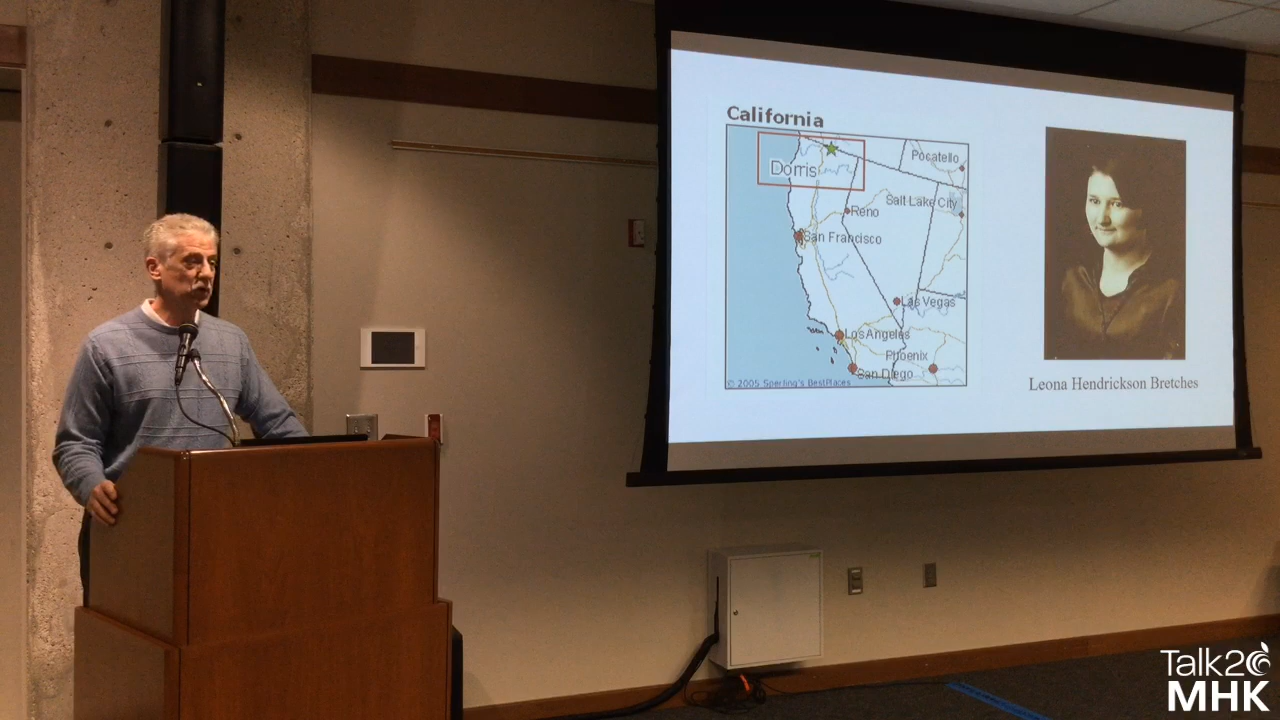 California
Pocatello
Dorris
Salt Lake City
Reno
San Francisco
Las Vegas
Los Angeles
Phoenix
San Diego
© 2005 Sperling's BestPlaces
Leona Hendrickson Bretches
Talk20
MHK